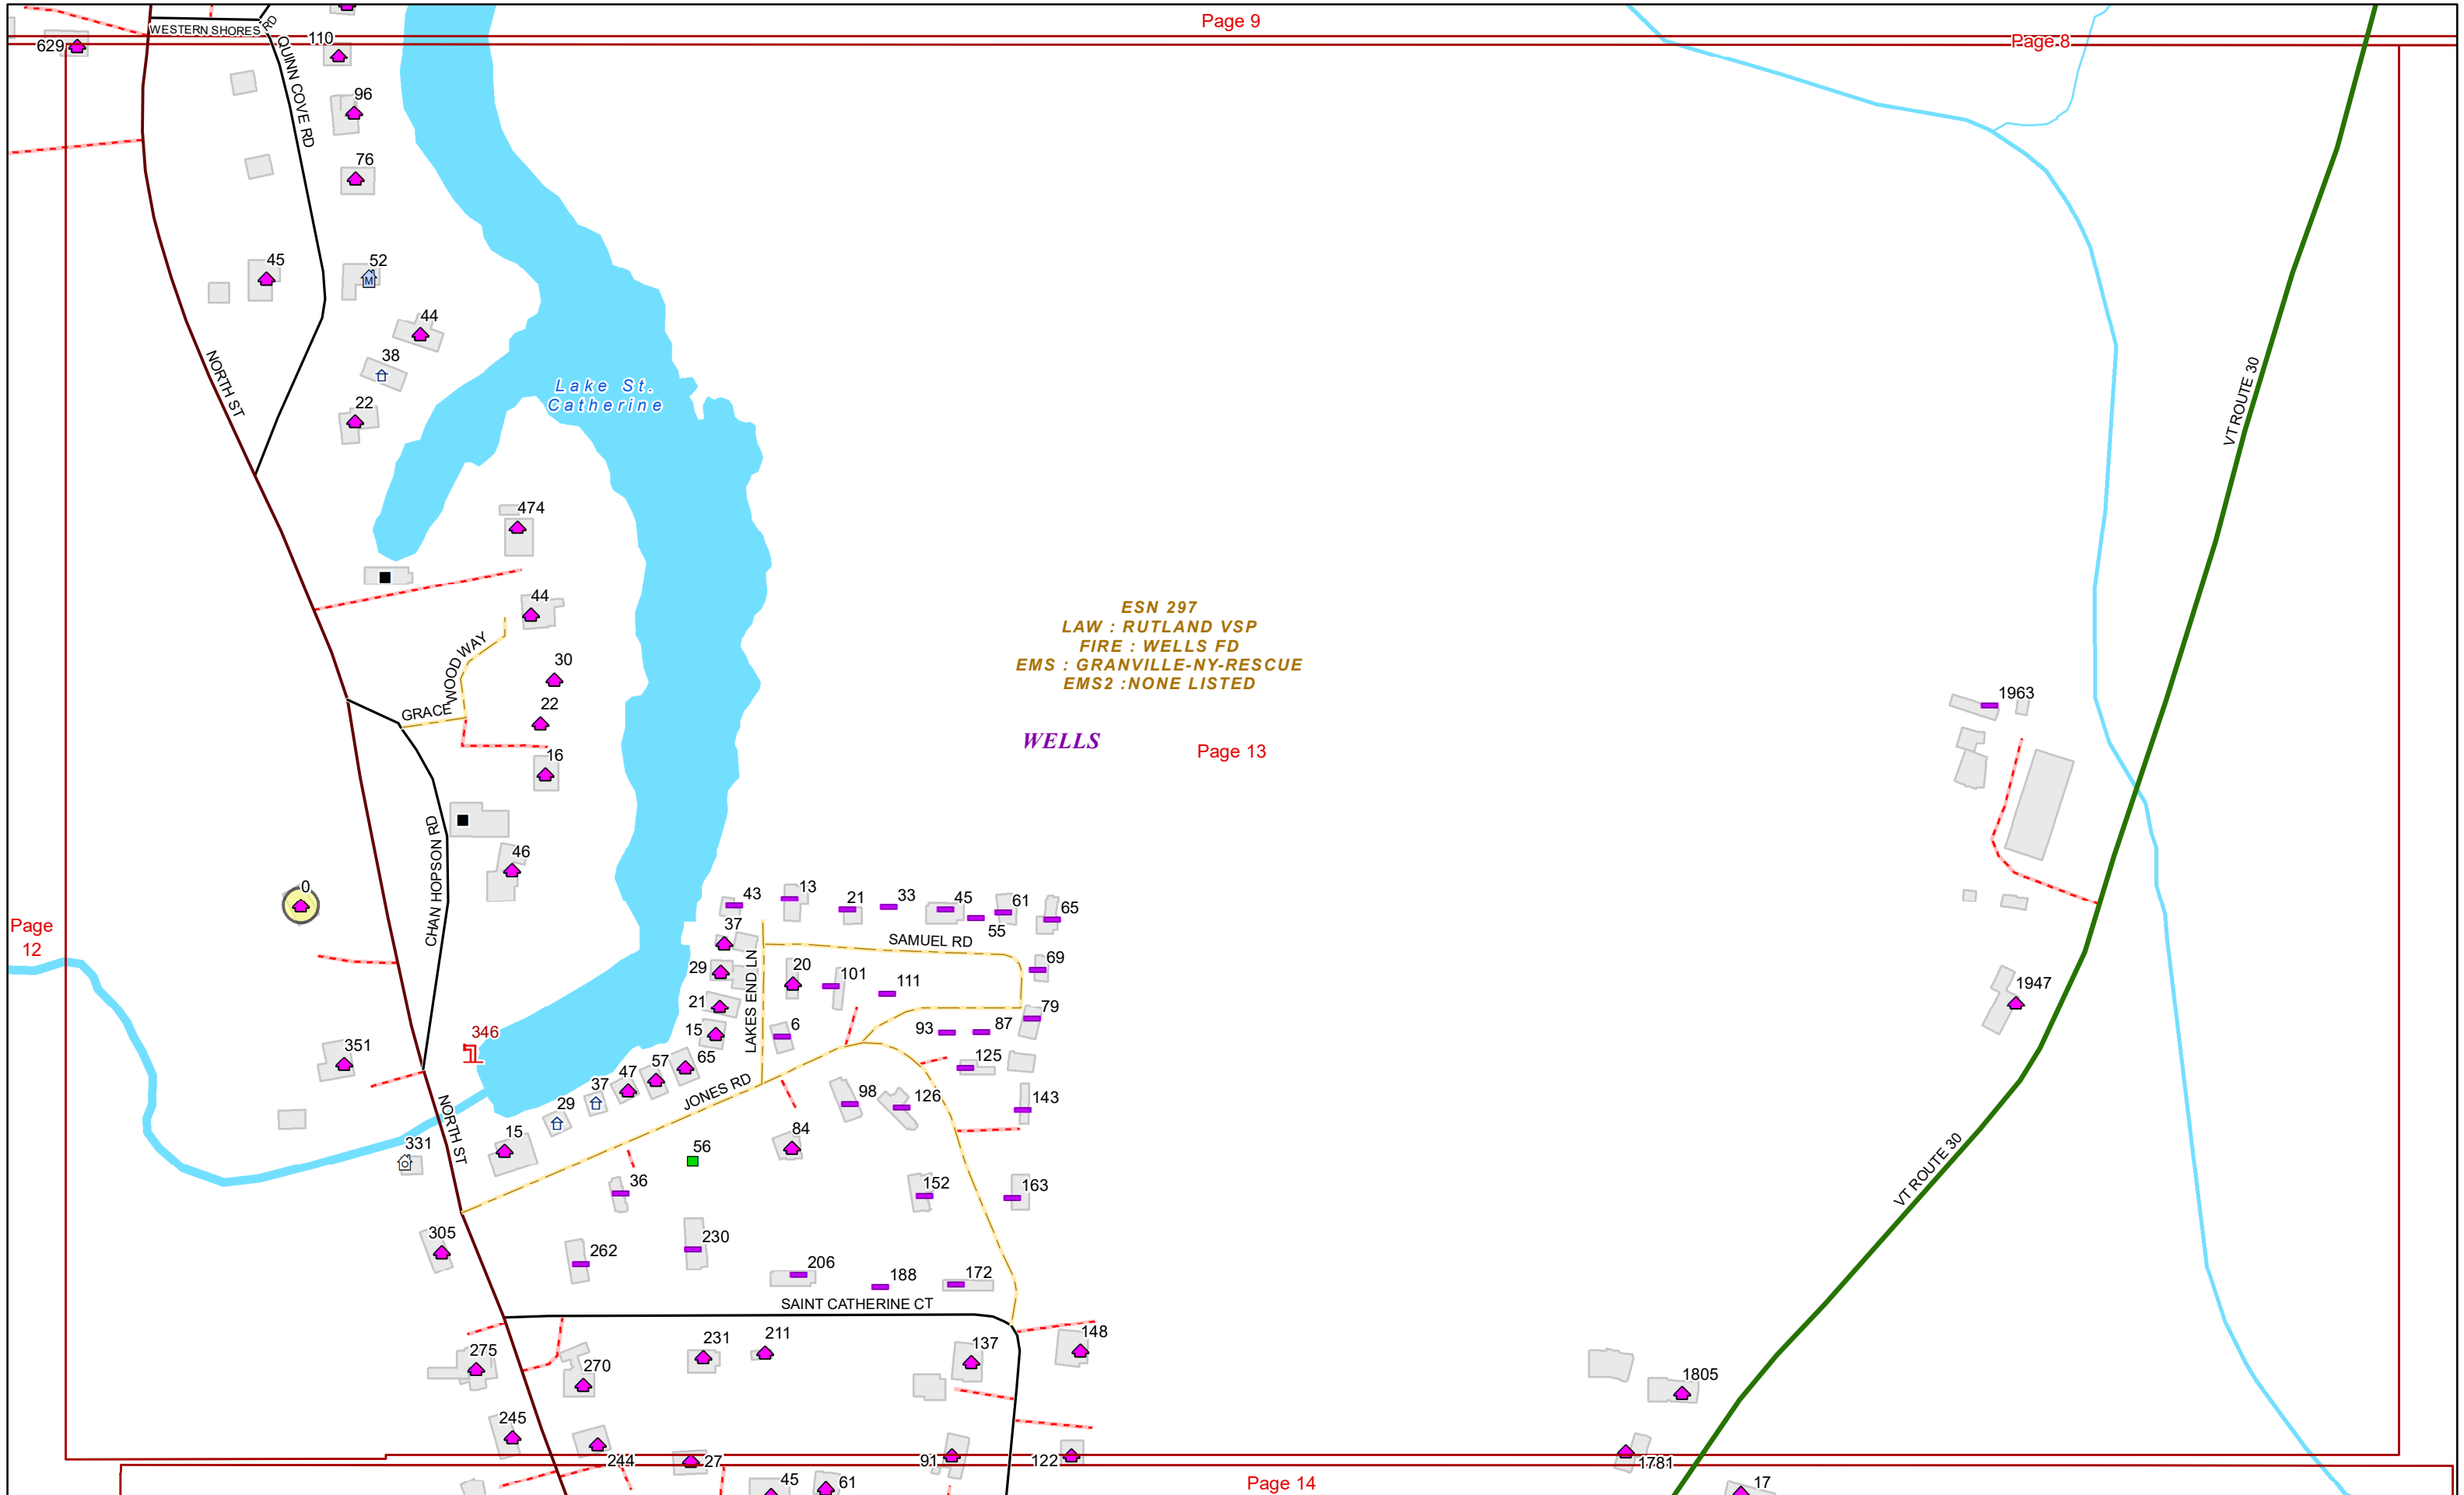 Page 9
Page 8
WESTERN SHORES RD
629
110
QUINN COVE RD
96
76
45
52
44
38
22
NORTH ST
Lake St.
Catherine
VT ROUTE 30
474
44
WOOD WAY
30
22
GRACE
16
ESN 297
LAW : RUTLAND VSP
FIRE : WELLS FD
EMS : GRANVILLE-NY-RESCUE
EMS2 :NONE LISTED
WELLS
Page 13
1963
CHAN HOPSON RD
46
0
Page
12
43
13
21
33
45
55
61
65
37
SAMUEL RD
29
LAKES END LN
20
101
111
69
21
15
6
93
87
79
1947
346
M
351
57
65
125
47
37
29
JONES RD
98
126
143
NORTH ST
15
331
84
56
36
152
163
VT ROUTE 30
305
262
230
206
188
172
SAINT CATHERINE CT
275
270
231
211
137
148
1805
245
244
27
91
122
1781
45
61
Page 14
17